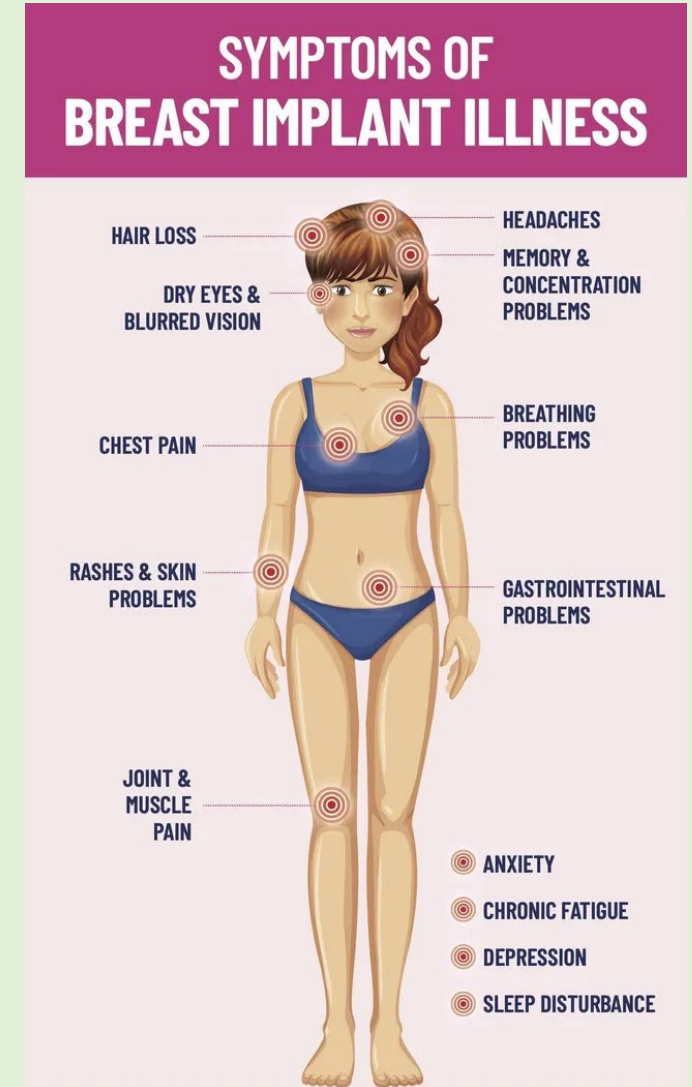 SYMPTOMS OF
BREAST IMPLANT ILLNESS
HAIR LOSS
HEADACHES
MEMORY &
CONCENTRATION
PROBLEMS
DRY EYES &
BLURRED VISION
BREATHING
PROBLEMS
CHEST PAIN
RASHES & SKIN
PROBLEMS
GASTROINTESTINAL
PROBLEMS
JOINT &
MUSCLE
PAIN
ANXIETY
CHRONIC FATIGUE
DEPRESSION
SLEEP DISTURBANCE